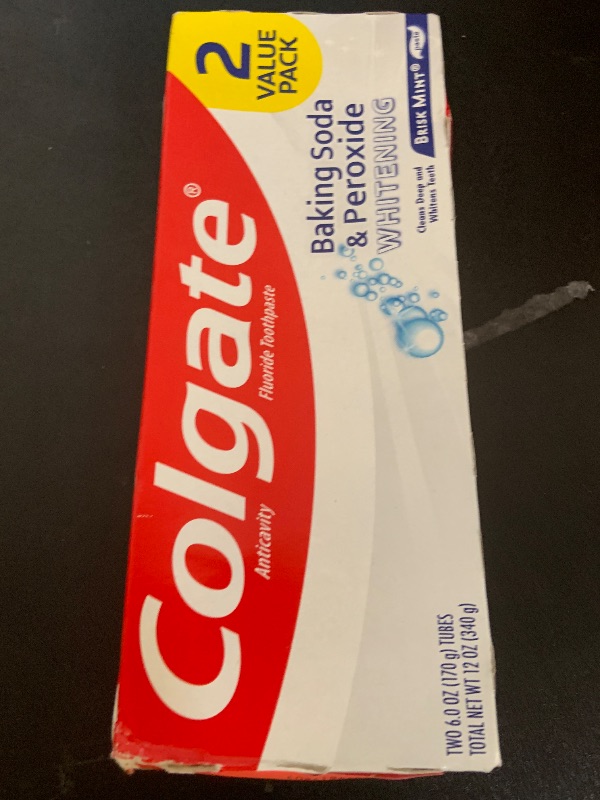 Colgate®
Anticavity Fluoride Toothpaste
2
VALUE
PACK
Baking Soda
& Peroxide
WHITENING
Cleans Deep and
Whitens Teeth
BRISK MINT® paste
TWO 6.0 OZ (170 g) TUBES
TOTAL NET WT 12 OZ (340 g)